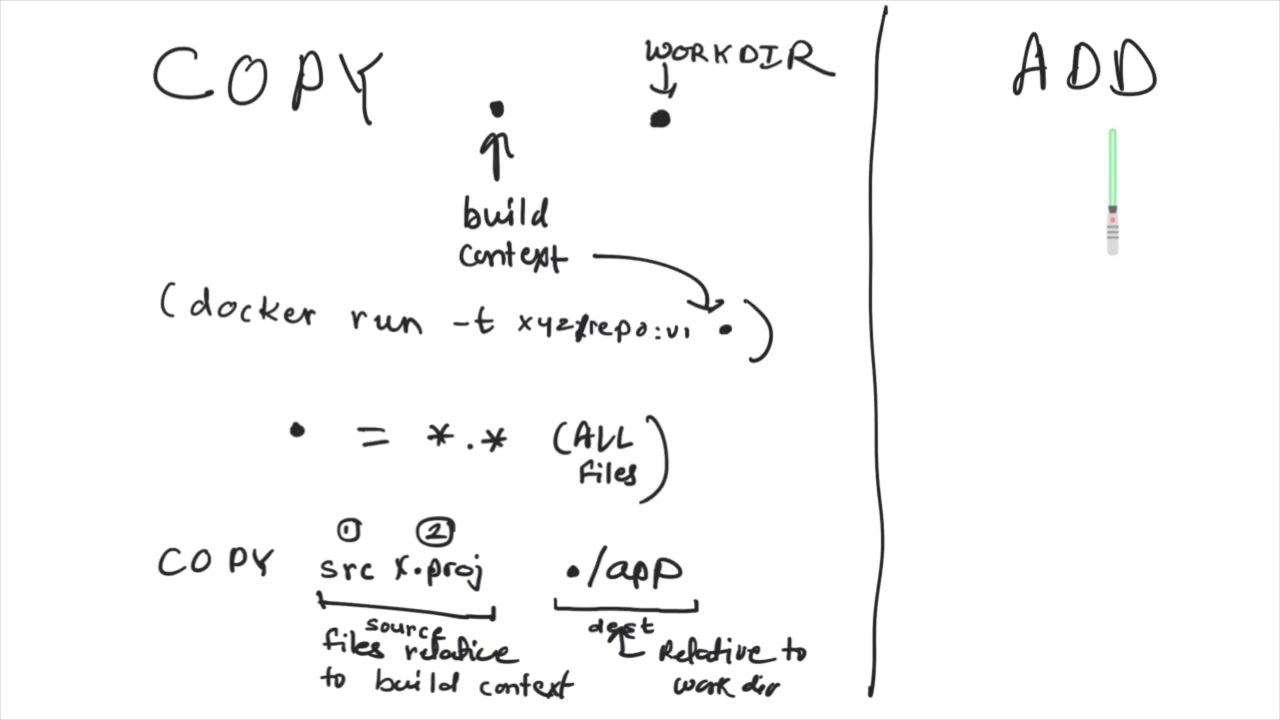 COPY
WORKDIR
build
context
(docker run -t xyz/repo:v1 .)
. = *.* (ALL
files)
1 2
COPY src x.proj ./app
source
dest
files relative
to build context
Relative to
work dir
ADD